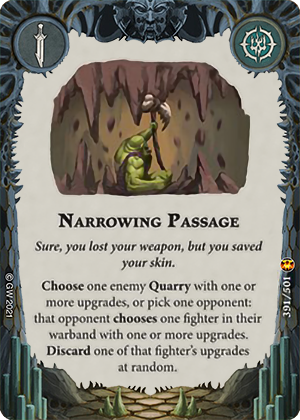 NARROWING PASSAGE
Sure, you lost your weapon, but you saved
your skin.
Choose one enemy Quarry with one or
more upgrades, or pick one opponent:
that opponent chooses one fighter in their
warband with one or more upgrades.
Discard one of that fighter's upgrades
at random.
© GW 2021
391/501